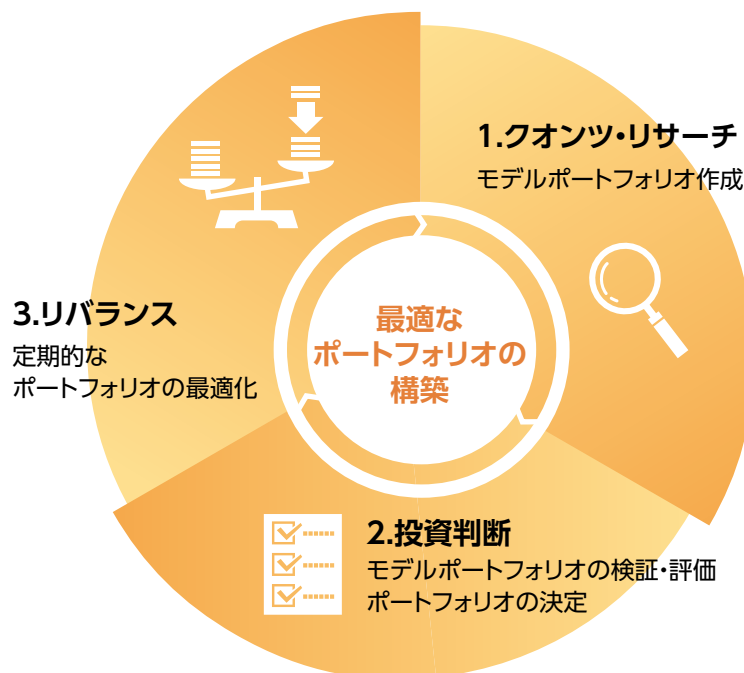 1.クオンツ・リサーチ
モデルポートフォリオ作成
最適な
ポートフォリオの
構築
3.リバランス
定期的な
ポートフォリオの最適化
2.投資判断
モデルポートフォリオの検証・評価
ポートフォリオの決定